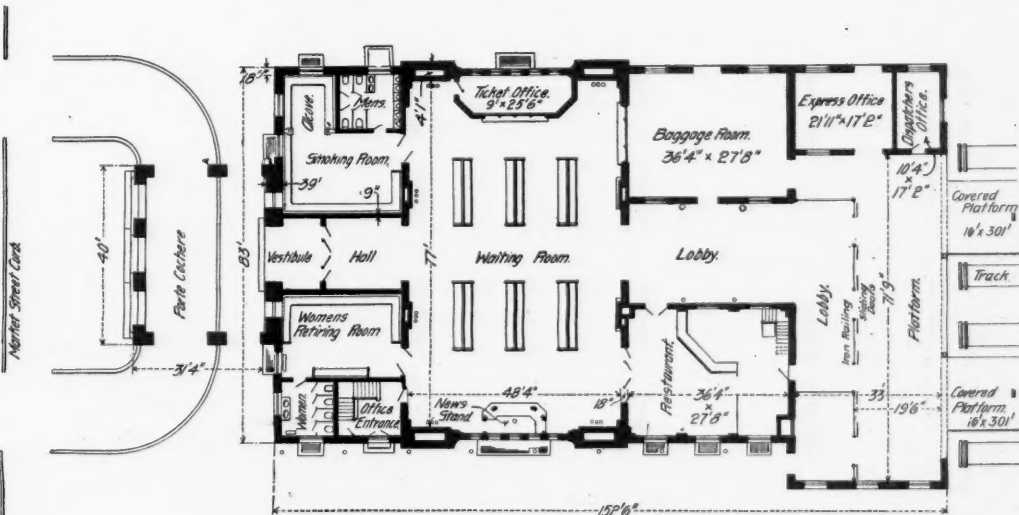 Market Street Curb.
40'
Porte Cochere
31'4"
18"
83'
Alcove.
Mens.
Smoking Room.
39'
9"
Vestibule
Hall
Womens
Retiring Room
Women.
Office
Entrance.
4'1"
77'
Ticket Office.
9'×25'6"
Waiting Room.
48'4"
News
Stand.
18"
Baggage Room.
36'4" × 27'8"
Lobby.
Restaurant.
36'4"
×
27'8"
Express Office
21'11"×17'2"
Dispatchers
Office.
10'4"
×
17'2"
Lobby.
Iron Railing
Sliding
Doors
71'9"
Platform.
33'
19'6"
Covered
Platform
16'×301'
Track.
Covered
Platform.
16'×301'
152'6"